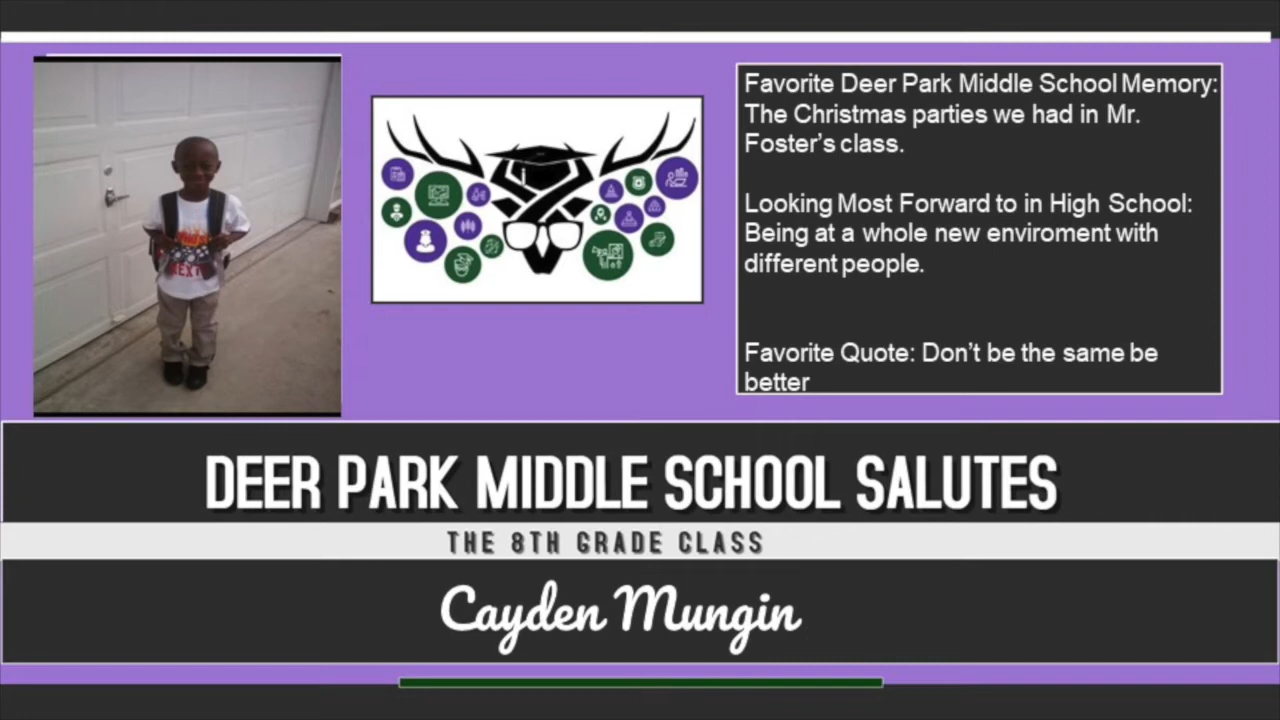 Favorite Deer Park Middle School Memory:
The Christmas parties we had in Mr.
Foster's class.
Looking Most Forward to in High School:
Being at a whole new enviroment with
different people.
Favorite Quote: Don't be the same be
better
DEER PARK MIDDLE SCHOOL SALUTES
THE 8TH GRADE CLASS
Cayden Mungin